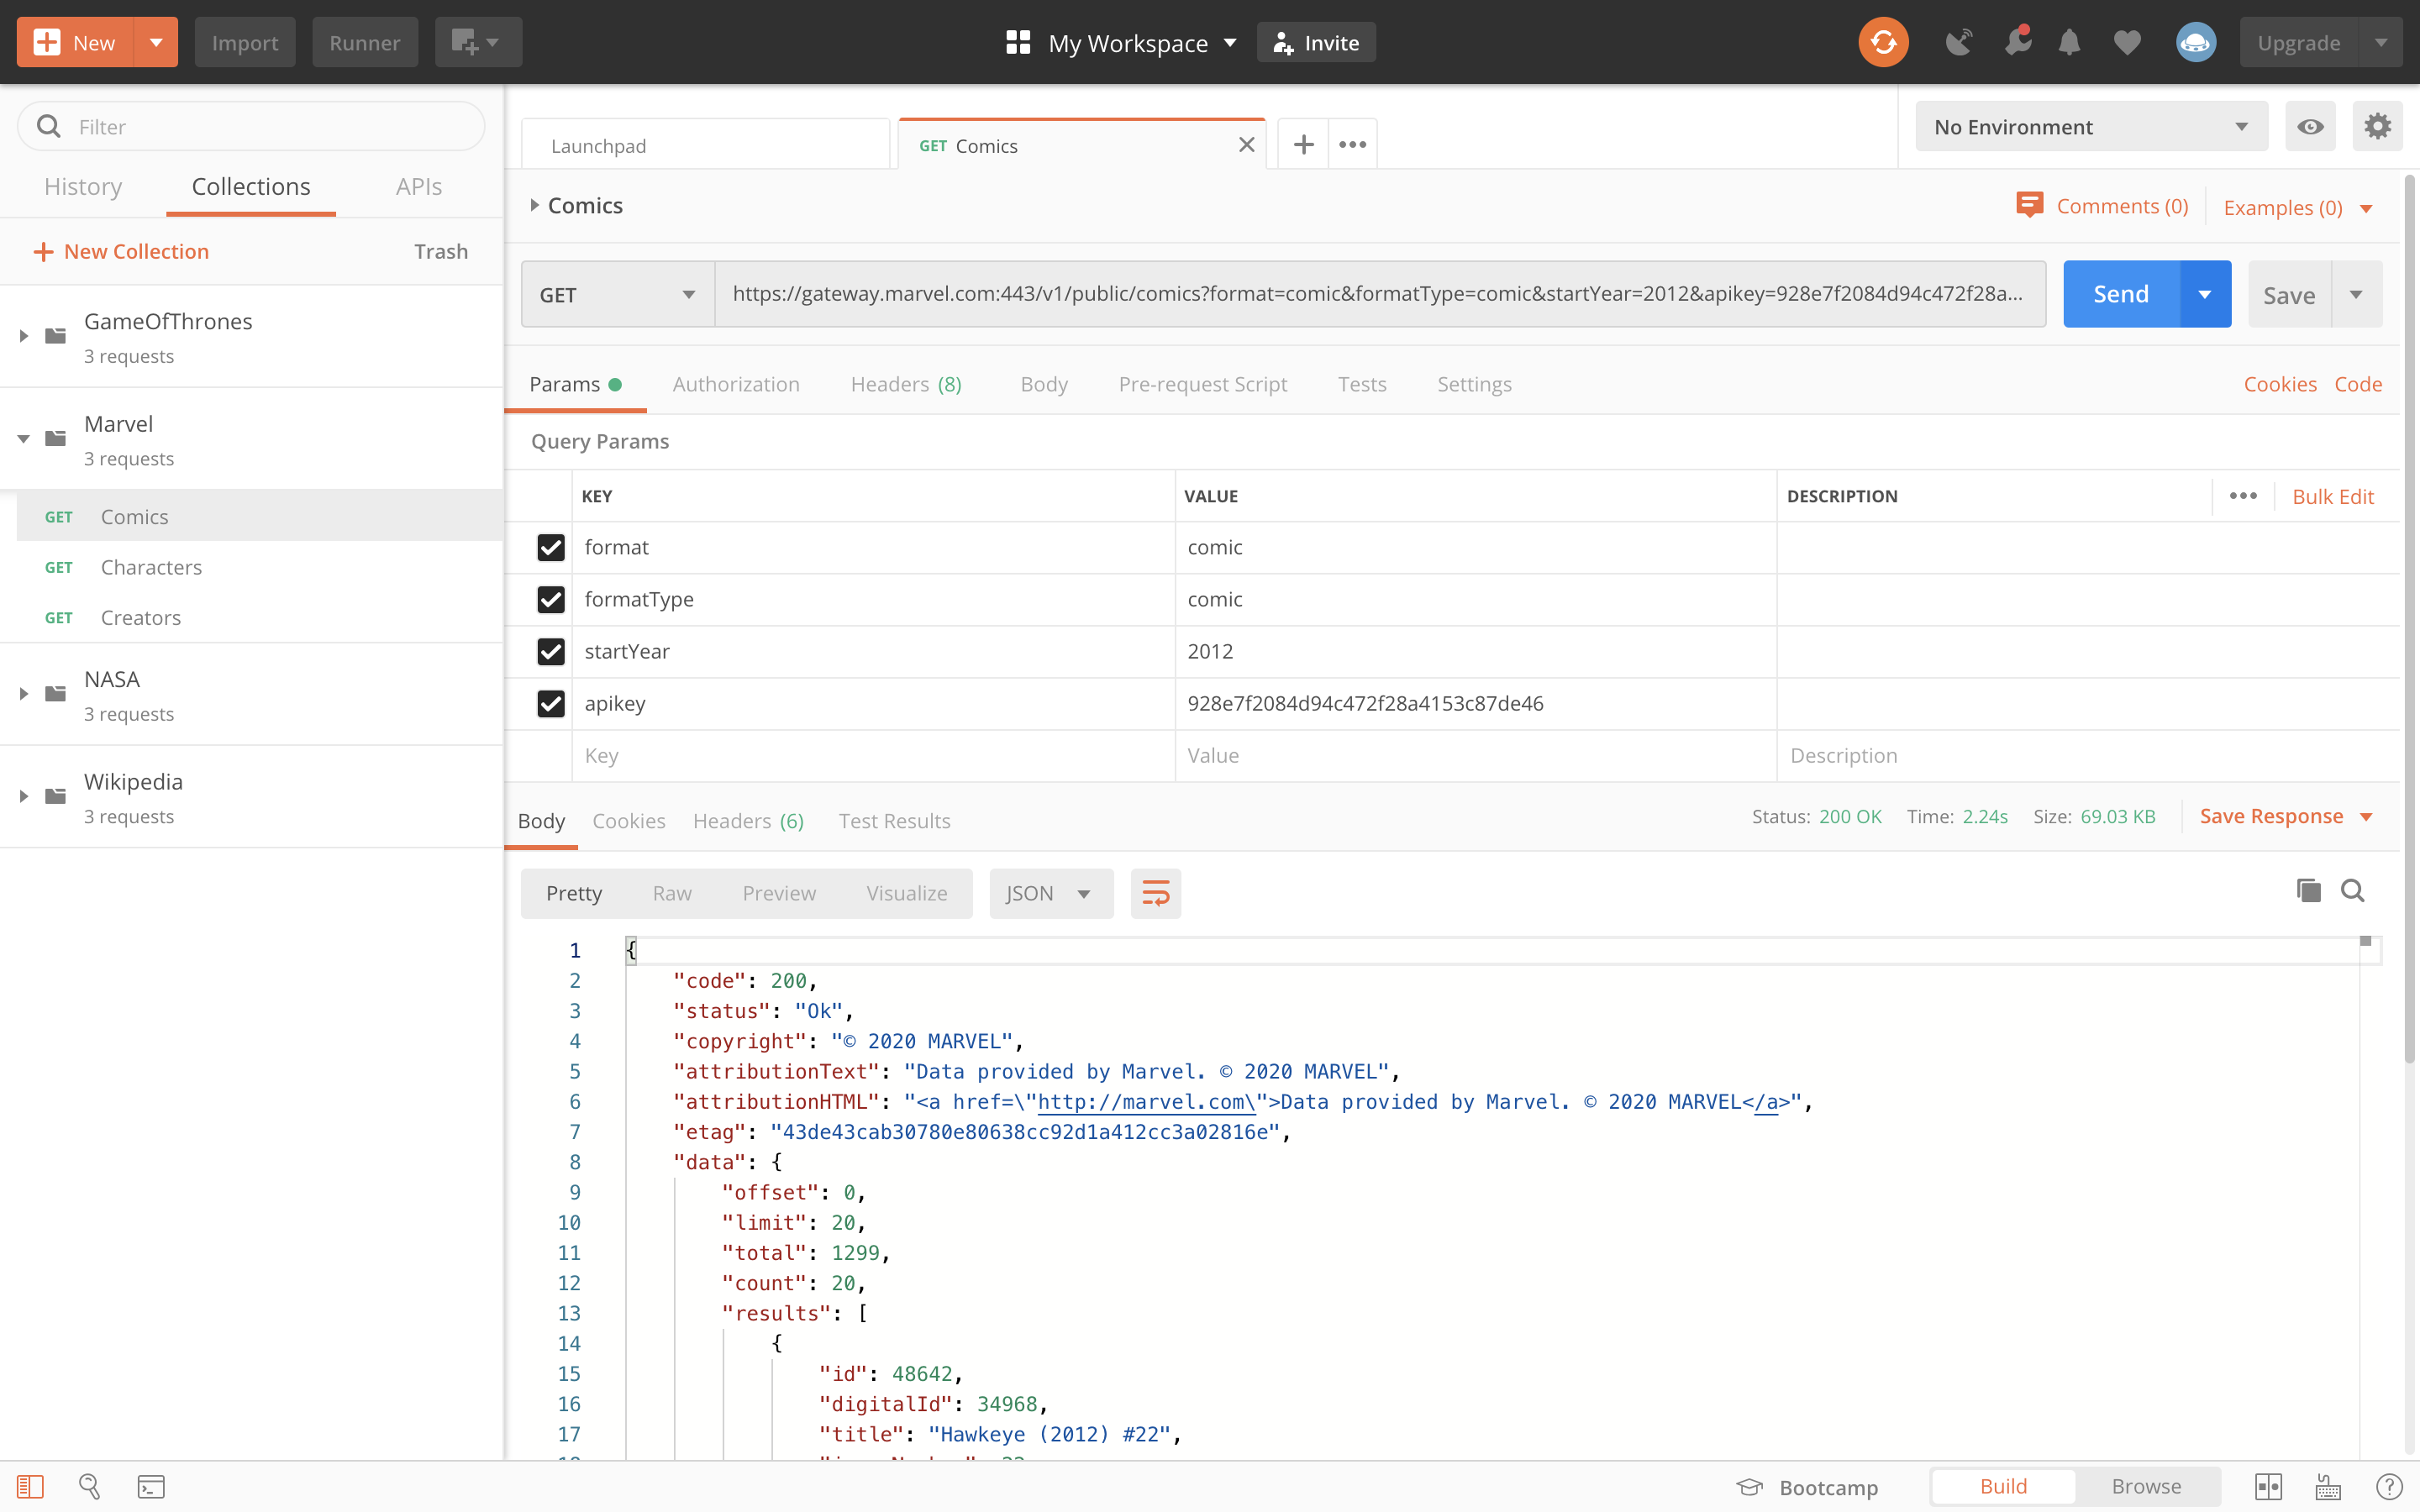 New Import Runner My Workspace Invite Upgrade
Filter
History Collections APIs
New Collection Trash
GameOfThrones
3 requests
Marvel
3 requests
GET Comics
GET Characters
GET Creators
NASA
3 requests
Wikipedia
3 requests
Launchpad GET Comics No Environment
Comics Comments (0) Examples (0)
GET https://gateway.marvel.com:443/v1/public/comics?format=comic&formatType=comic&startYear=2012&apikey=928e7f2084d94c472f28a... Send Save
Params Authorization Headers (8) Body Pre-request Script Tests Settings Cookies Code
Query Params
KEY VALUE DESCRIPTION Bulk Edit
format comic
formatType comic
startYear 2012
apikey 928e7f2084d94c472f28a4153c87de46
Key Value Description
Body Cookies Headers (6) Test Results Status: 200 OK Time: 2.24s Size: 69.03 KB Save Response
Pretty Raw Preview Visualize JSON
1 {
2 "code": 200,
3 "status": "Ok",
4 "copyright": "© 2020 MARVEL",
5 "attributionText": "Data provided by Marvel. © 2020 MARVEL",
6 "attributionHTML": "<a href=\"http://marvel.com\">Data provided by Marvel. © 2020 MARVEL</a>",
7 "etag": "43de43cab30780e80638cc92d1a412cc3a02816e",
8 "data": {
9 "offset": 0,
10 "limit": 20,
11 "total": 1299,
12 "count": 20,
13 "results": [
14 {
15 "id": 48642,
16 "digitalId": 34968,
17 "title": "Hawkeye (2012) #22",
Bootcamp Build Browse